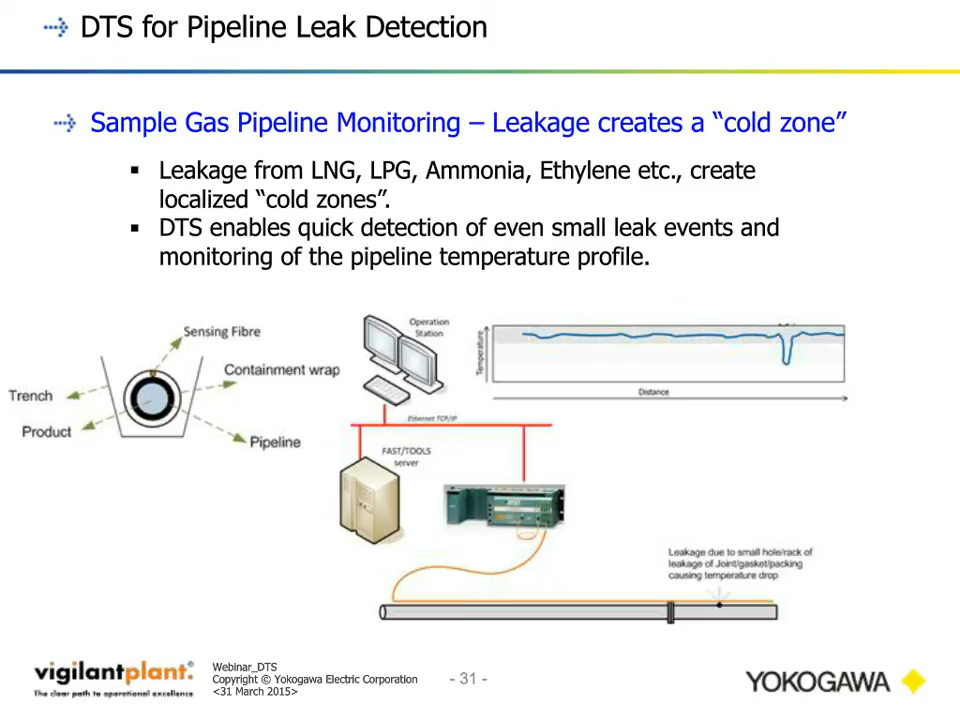 DTS for Pipeline Leak Detection
Sample Gas Pipeline Monitoring – Leakage creates a “cold zone”
Leakage from LNG, LPG, Ammonia, Ethylene etc., create
localized “cold zones”.
DTS enables quick detection of even small leak events and
monitoring of the pipeline temperature profile.
Sensing Fibre
Containment wrap
Trench
Product
Pipeline
Operation
Station
Temperature
Distance
Ethernet TCP/IP
FAST/TOOLS
server
Leakage due to small hole/rack of
leakage of Joint/gasket/packing
causing temperature drop
vigilantplant.®
The clear path to operational excellence
Webinar_DTS
Copyright © Yokogawa Electric Corporation
<31 March 2015>
- 31 -
YOKOGAWA